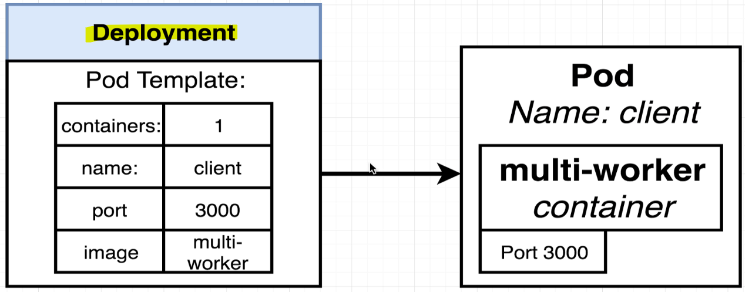 Deployment
Pod Template:
containers: 1
name: client
port 3000
image multi-
worker
Pod
Name: client
multi-worker
container
Port 3000